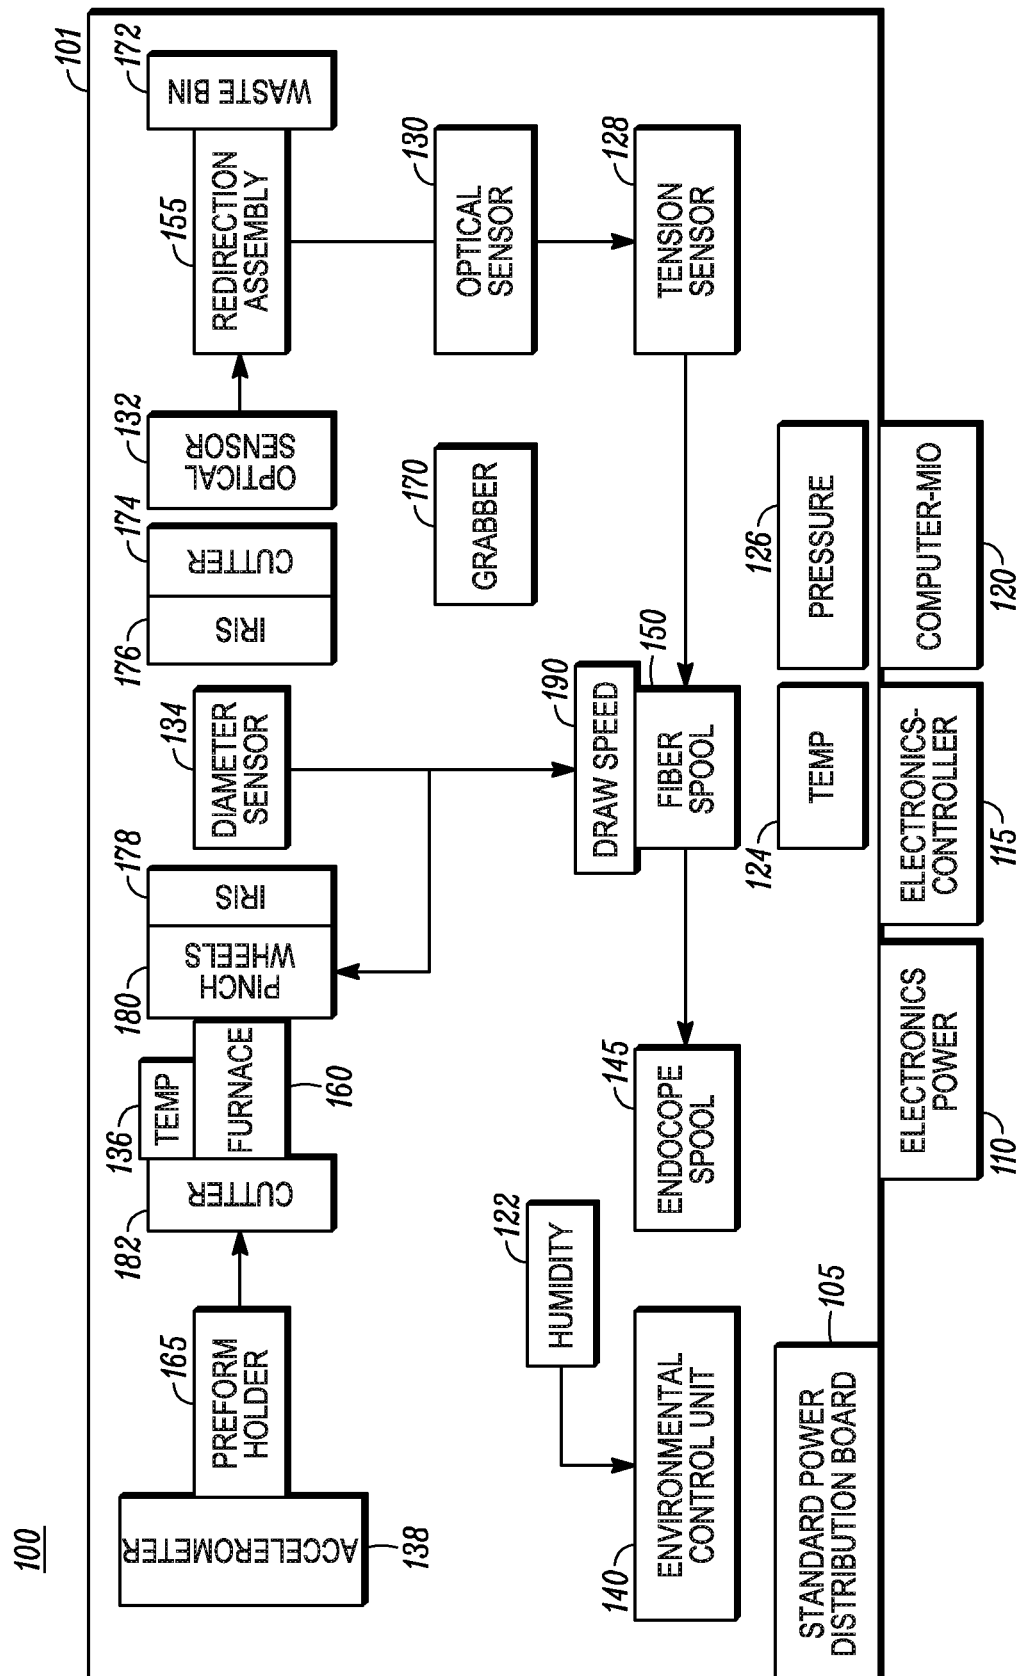 100
101
ACCELEROMETER
138
PREFORM
HOLDER
165
CUTTER
182
TEMP
136
FURNACE
160
PINCH
WHEELS
180
IRIS
178
DIAMETER
SENSOR
134
IRIS
176
CUTTER
174
OPTICAL
SENSOR
132
REDIRECTION
ASSEMBLY
155
WASTE BIN
172
GRABBER
170
OPTICAL
SENSOR
130
HUMIDITY
122
ENVIRONMENTAL
CONTROL UNIT
140
ENDOCOPE
SPOOL
145
DRAW SPEED
190
FIBER
SPOOL
150
TENSION
SENSOR
128
STANDARD POWER
DISTRIBUTION BOARD
105
TEMP
124
PRESSURE
126
ELECTRONICS
POWER
110
ELECTRONICS-
CONTROLLER
115
COMPUTER-MIO
120